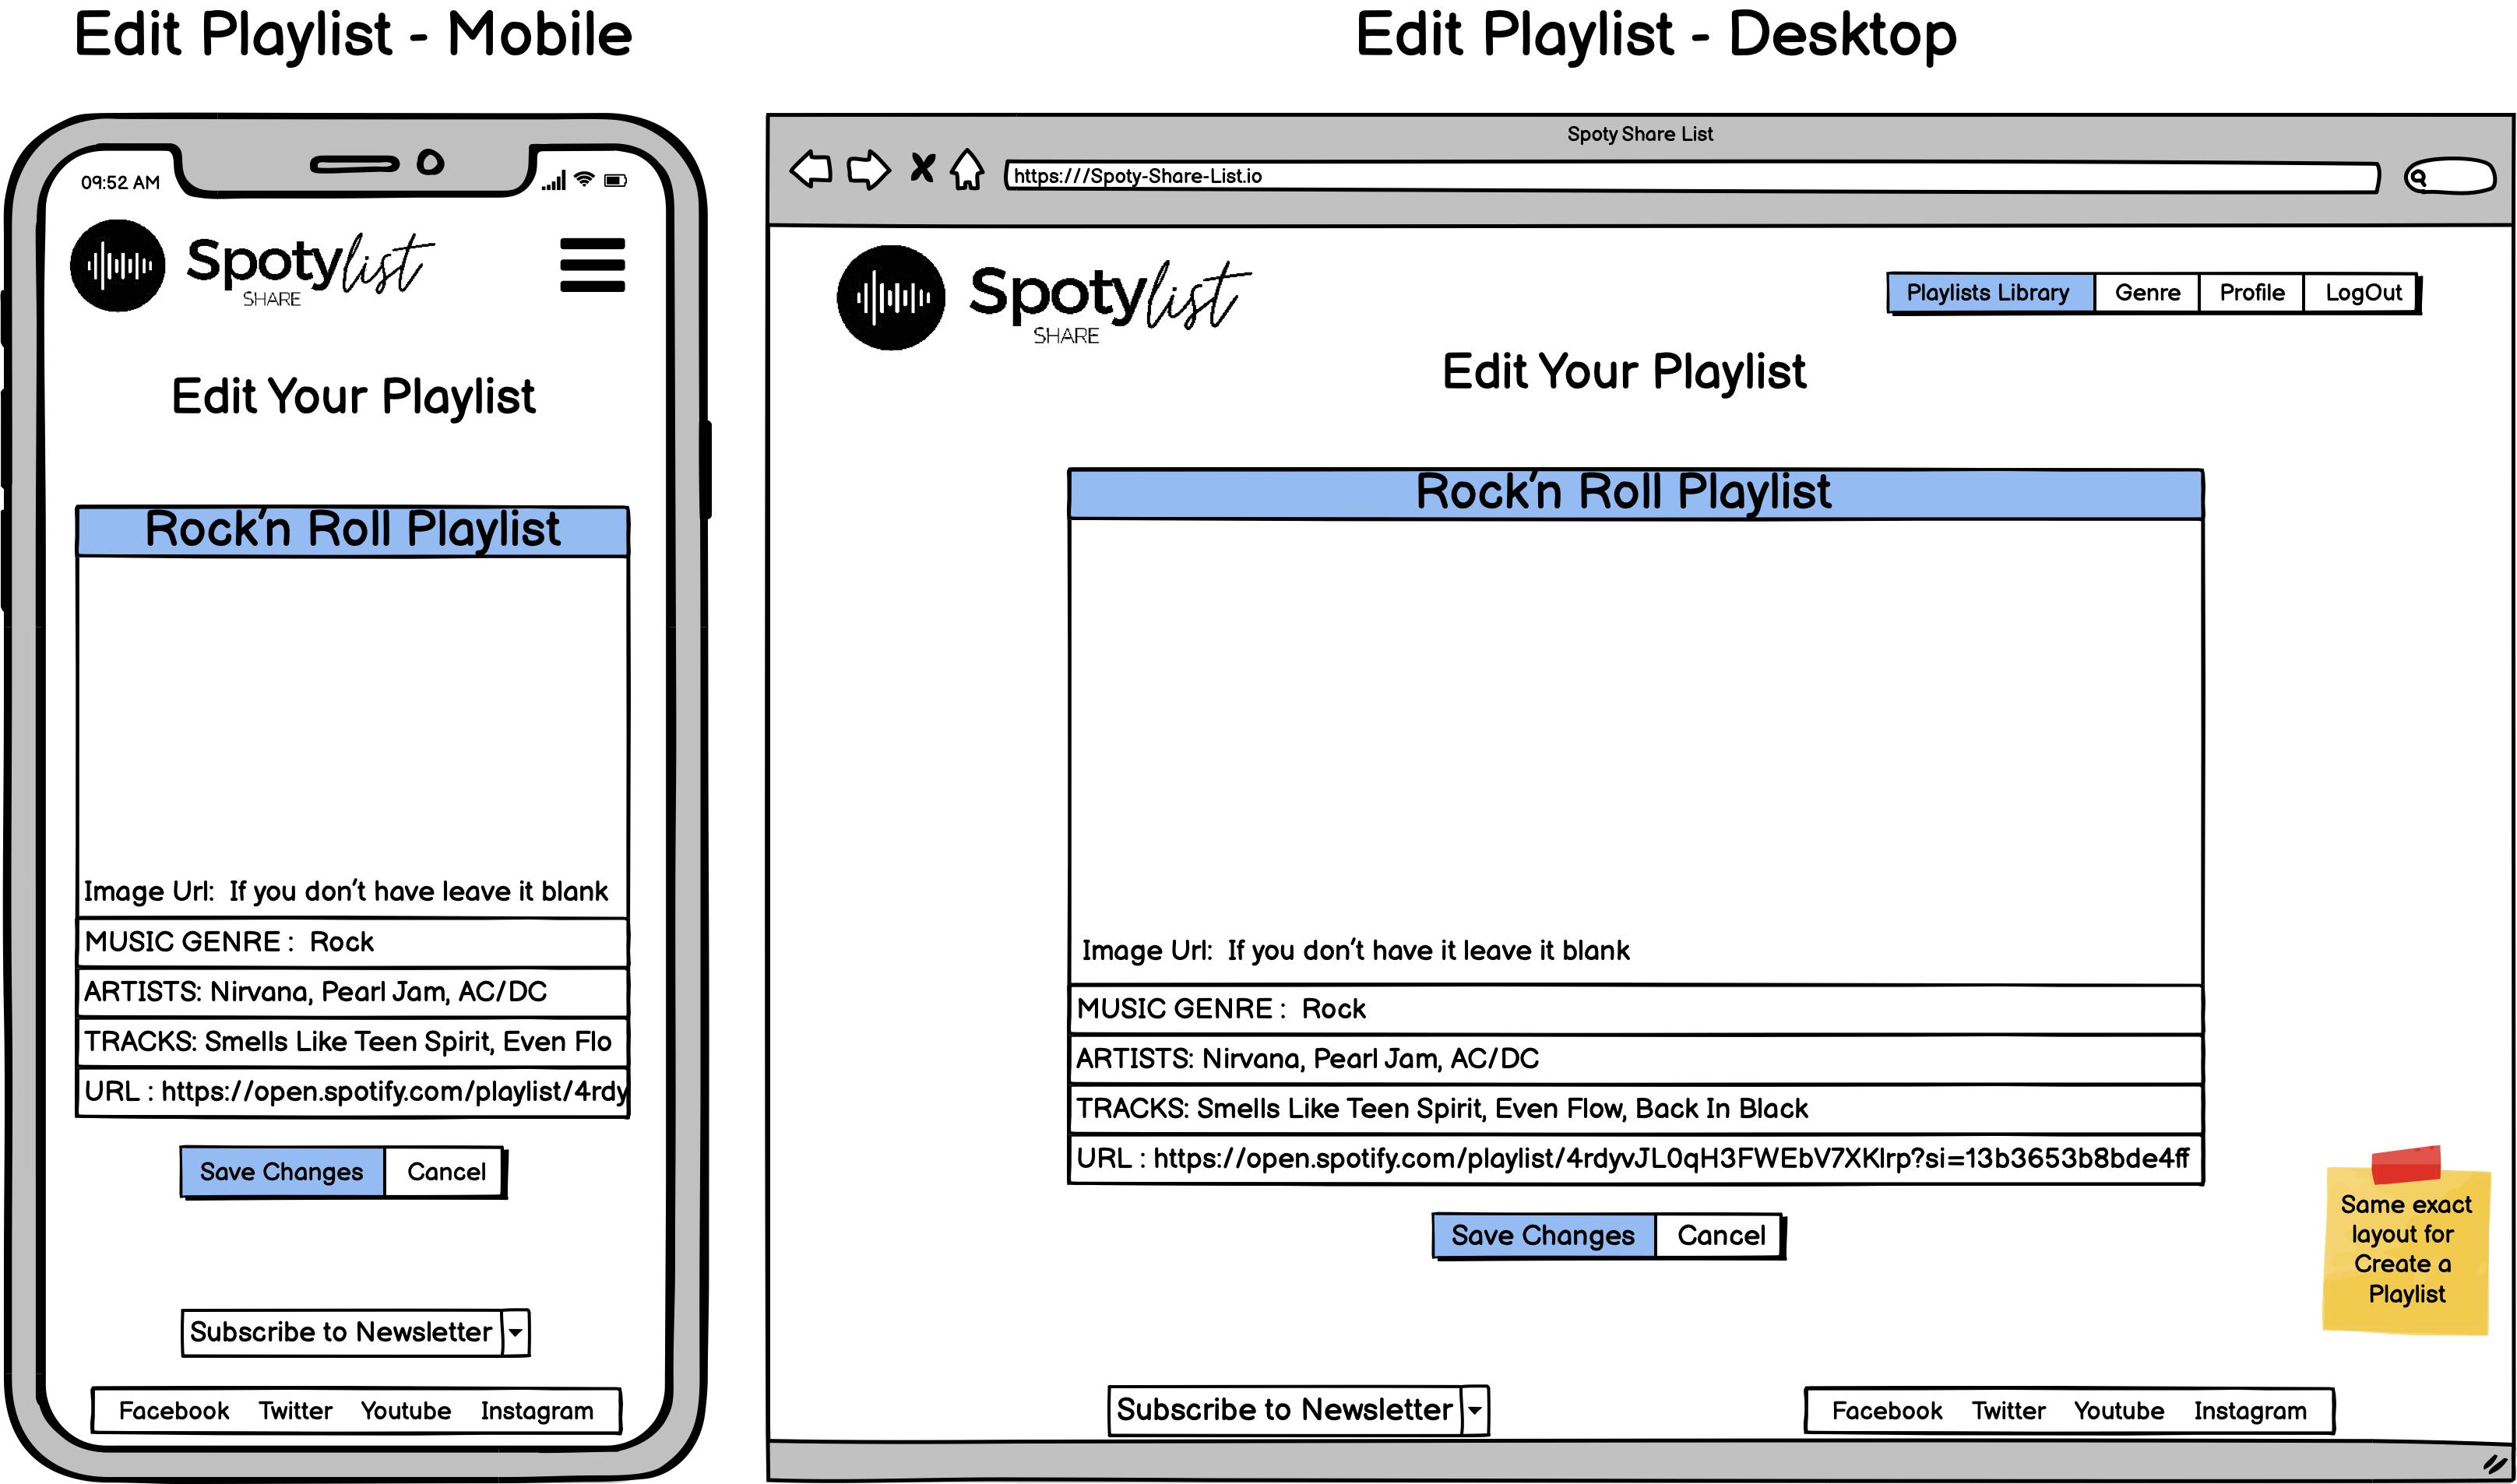 Edit Playlist - Mobile
09:52 AM
Spotylist
SHARE
Edit Your Playlist
Rock'n Roll Playlist
Image Url: If you don't have leave it blank
MUSIC GENRE : Rock
ARTISTS: Nirvana, Pearl Jam, AC/DC
TRACKS: Smells Like Teen Spirit, Even Flo
URL : https://open.spotify.com/playlist/4rdy
Save Changes Cancel
Subscribe to Newsletter
Facebook Twitter Youtube Instagram
Edit Playlist - Desktop
Spoty Share List
https:///Spoty-Share-List.io
Spotylist
SHARE
Playlists Library Genre Profile LogOut
Edit Your Playlist
Rock'n Roll Playlist
Image Url: If you don't have it leave it blank
MUSIC GENRE : Rock
ARTISTS: Nirvana, Pearl Jam, AC/DC
TRACKS: Smells Like Teen Spirit, Even Flow, Back In Black
URL : https://open.spotify.com/playlist/4rdyvJL0qH3FWEbV7XKlrp?si=13b3653b8bde4ff
Save Changes Cancel
Same exact
layout for
Create a
Playlist
Subscribe to Newsletter
Facebook Twitter Youtube Instagram